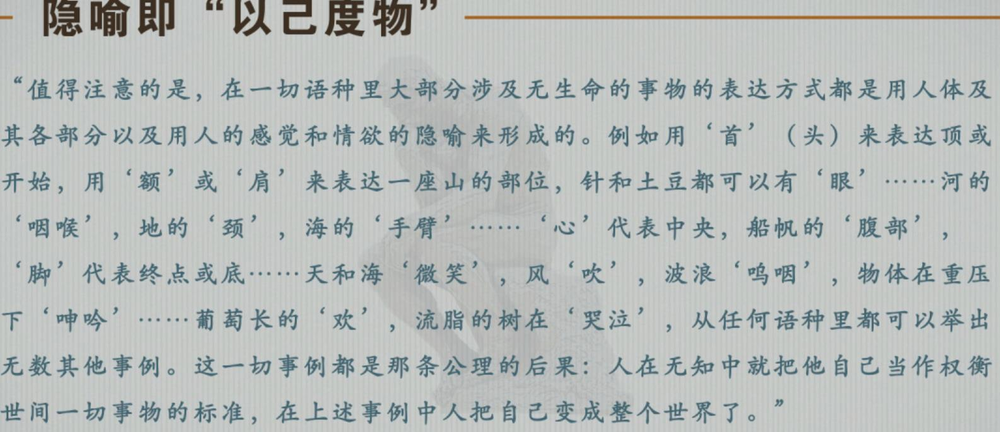 隐喻即“以己度物”
“值得注意的是，在一切语种里大部分涉及无生命的事物的表达方式都是用人体及
其各部分以及用人的感觉和情欲的隐喻来形成的。例如用‘首’（头）来表达顶或
开始，用‘额’或‘肩’来表达一座山的部位，针和土豆都可以有‘眼’……河的
‘咽喉’，地的‘颈’，海的‘手臂’……‘心’代表中央，船帆的‘腹部’，
‘脚’代表终点或底……天和海‘微笑’，风‘吹’，波浪‘呜咽’，物体在重压
下‘呻吟’……葡萄长的‘欢’，流脂的树在‘哭泣’，从任何语种里都可以举出
无数其他事例。这一切事例都是那条公理的后果：人在无知中就把他自己当作权衡
世间一切事物的标准，在上述事例中人把自己变成整个世界了。”